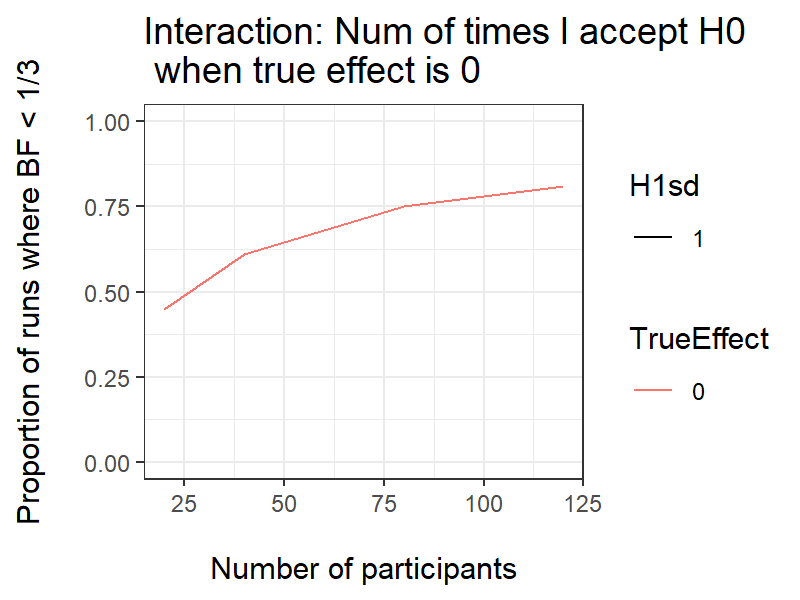 Interaction: Num of times I accept H0
when true effect is 0
Proportion of runs where BF < 1/3
1.00
0.75
0.50
0.25
0.00
25 50 75 100 125
Number of participants
H1sd
1
TrueEffect
0